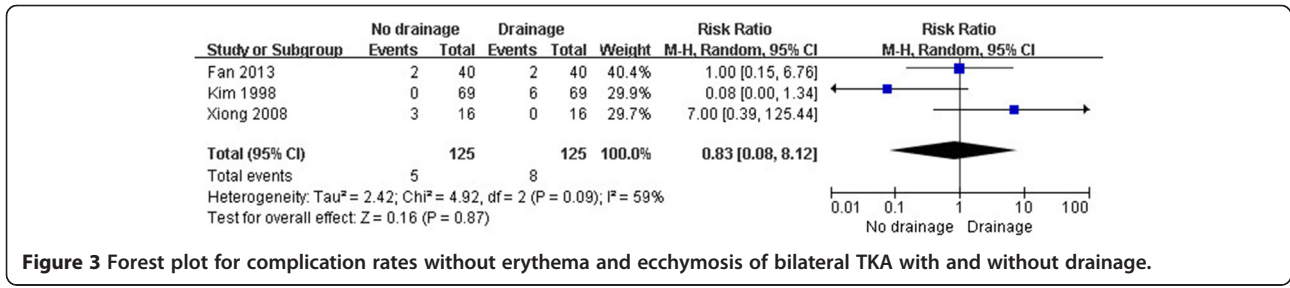 No drainage Drainage Risk Ratio Risk Ratio
Study or Subgroup Events Total Events Total Weight M-H, Random, 95% CI M-H, Random, 95% CI
Fan 2013 2 40 2 40 40.4% 1.00 [0.15, 6.76]
Kim 1998 0 69 6 69 29.9% 0.08 [0.00, 1.34]
Xiong 2008 3 16 0 16 29.7% 7.00 [0.39, 125.44]
Total (95% CI) 125 125 100.0% 0.83 [0.08, 8.12]
Total events 5 8
Heterogeneity: Tau² = 2.42; Chi² = 4.92, df = 2 (P = 0.09); I² = 59%
Test for overall effect: Z = 0.16 (P = 0.87)
0.01 0.1 1 10 100
No drainage Drainage
Figure 3 Forest plot for complication rates without erythema and ecchymosis of bilateral TKA with and without drainage.